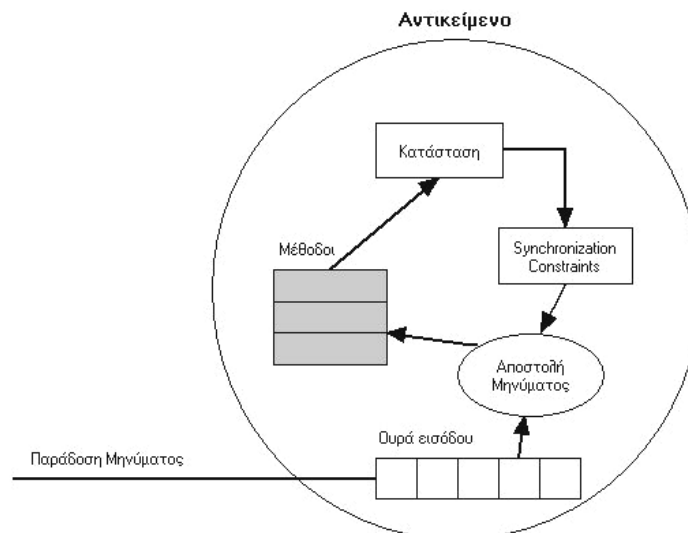 Αντικείμενο
Κατάσταση
Μέθοδοι
Synchronization
Constraints
Αποστολή
Μηνύματος
Ουρά εισόδου
Παράδοση Μηνύματος